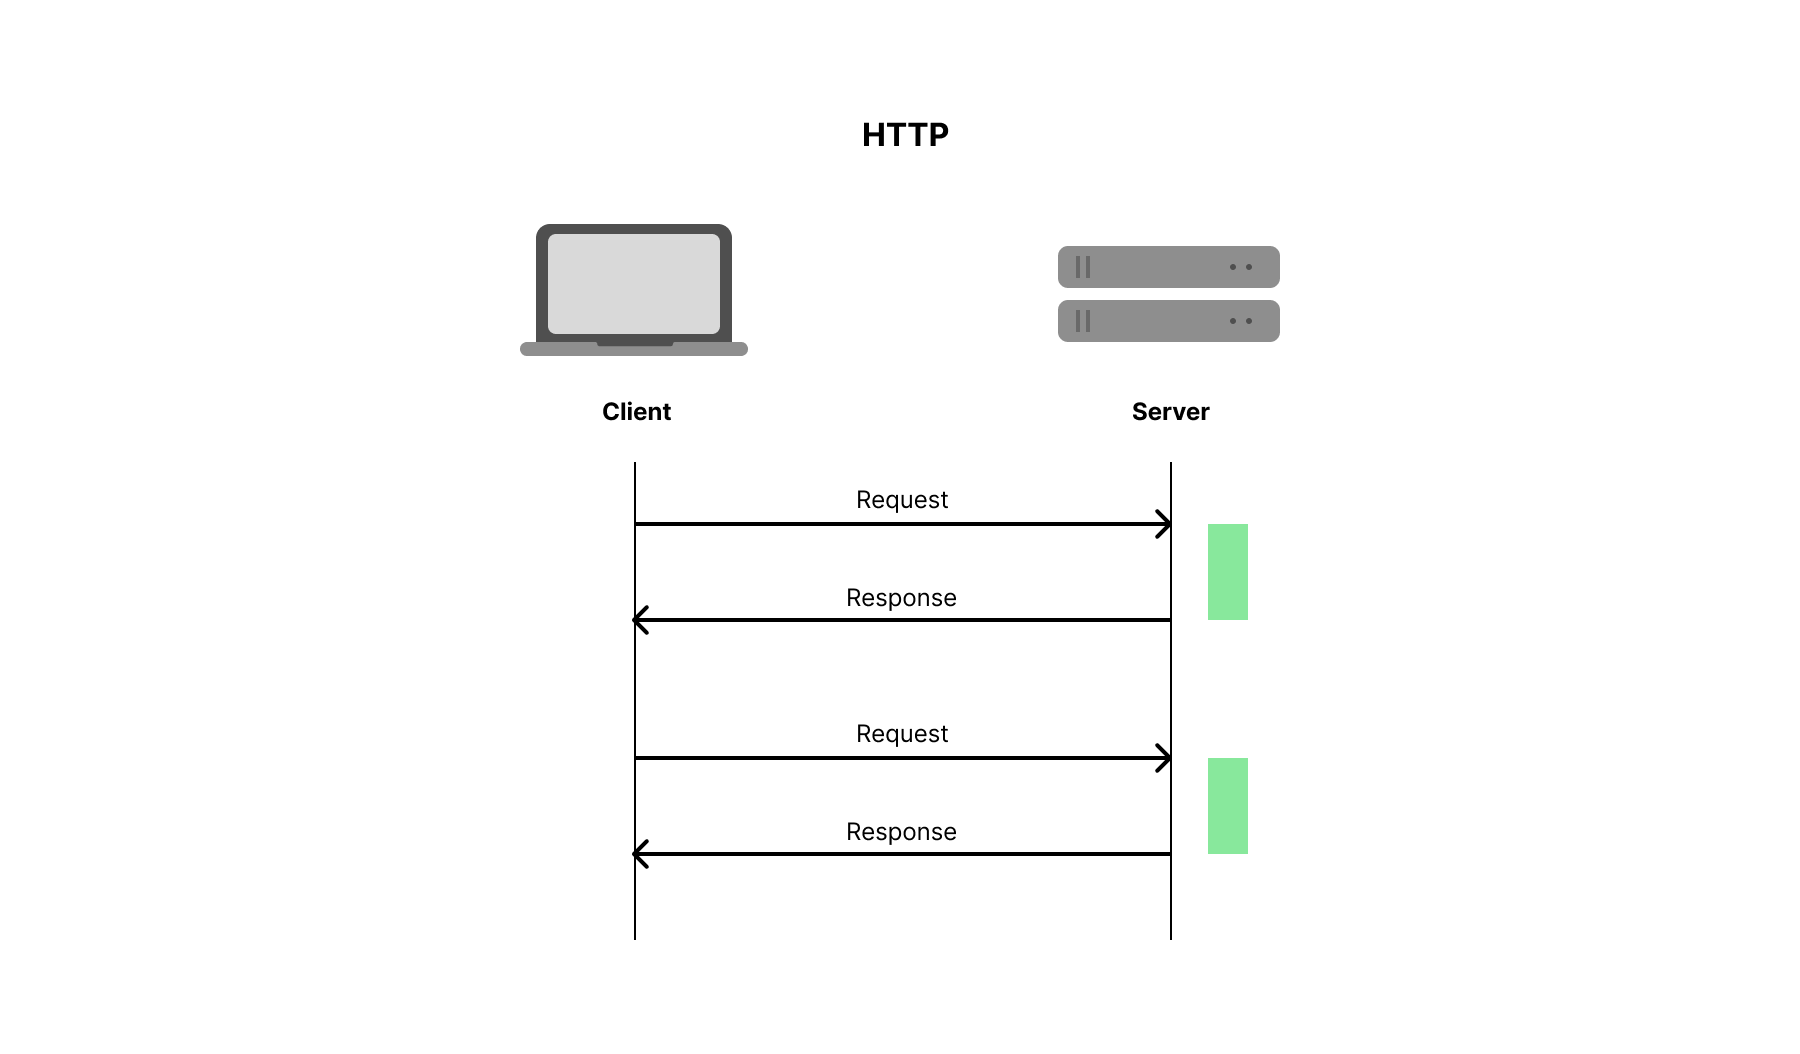 HTTP
Client
Server
Request
Response
Request
Response